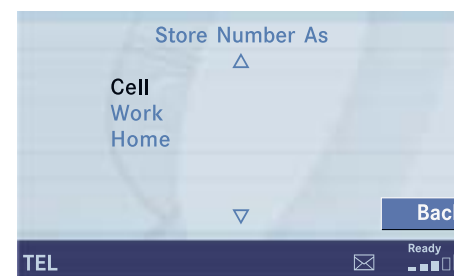 Store Number As
Cell
Work
Home
Bac
Ready
TEL